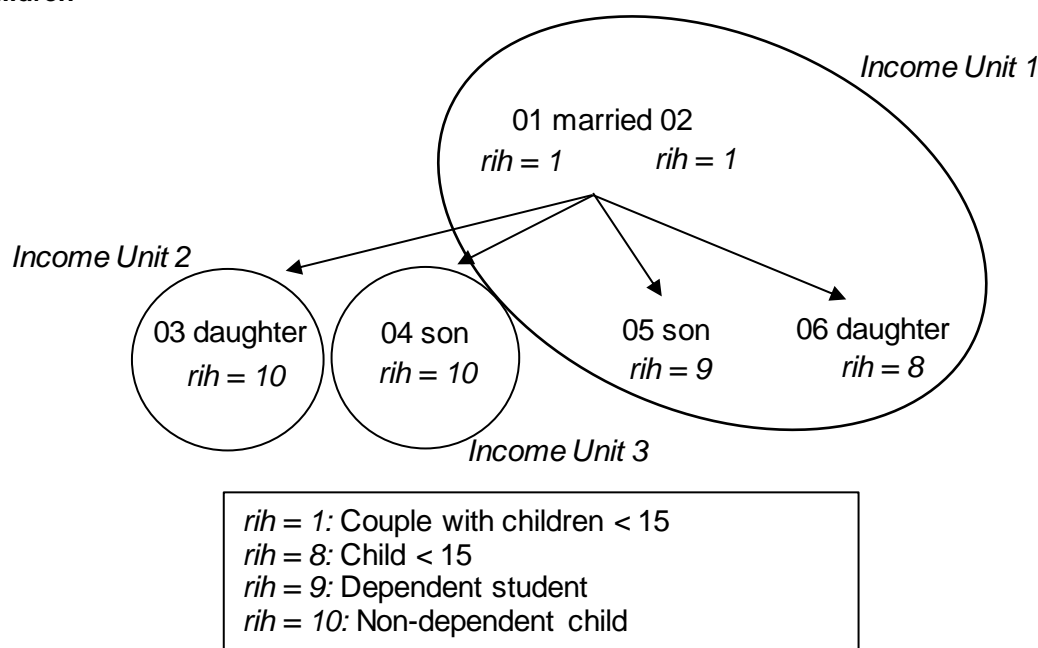 Income Unit 1
01 married 02
rih = 1 rih = 1
Income Unit 2
03 daughter
rih = 10
04 son
rih = 10
05 son
rih = 9
06 daughter
rih = 8
Income Unit 3
rih = 1: Couple with children < 15
rih = 8: Child < 15
rih = 9: Dependent student
rih = 10: Non-dependent child